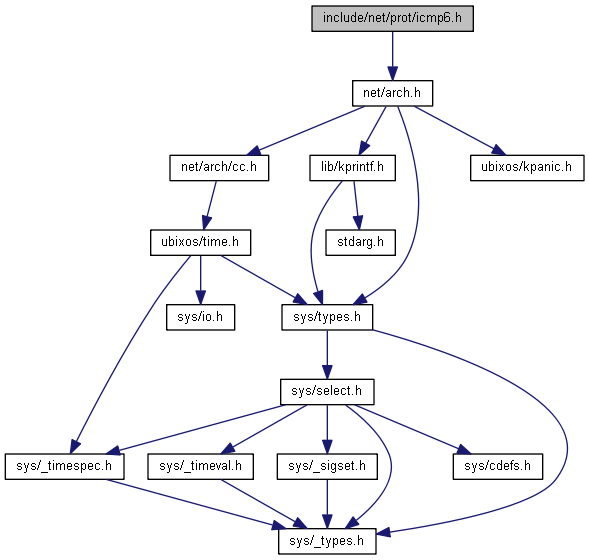 include/net/prot/icmp6.h
net/arch.h
net/arch/cc.h
lib/kprintf.h
ubixos/kpanic.h
ubixos/time.h
stdarg.h
sys/io.h
sys/types.h
sys/select.h
sys/_timespec.h
sys/_timeval.h
sys/_sigset.h
sys/cdefs.h
sys/_types.h